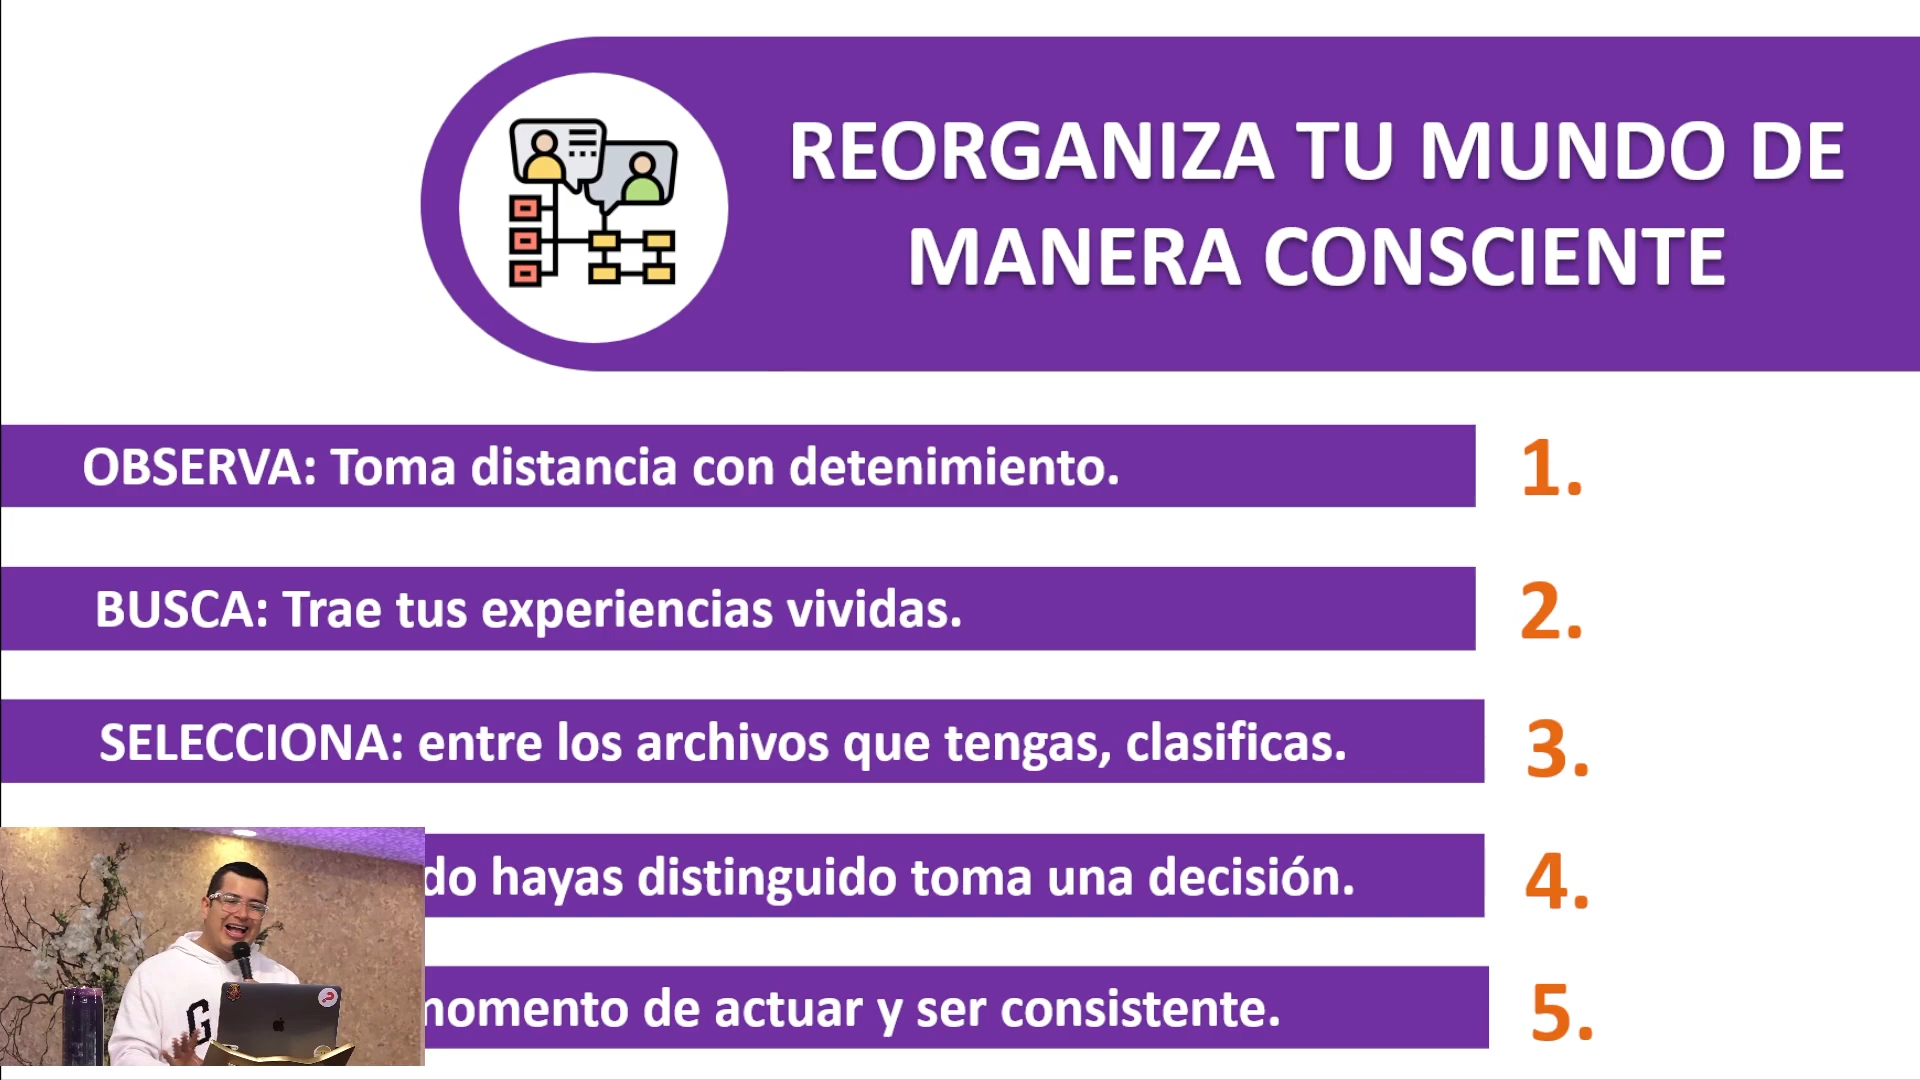 REORGANIZA TU MUNDO DE
MANERA CONSCIENTE
OBSERVA: Toma distancia con detenimiento. 1.
BUSCA: Trae tus experiencias vividas. 2.
SELECCIONA: entre los archivos que tengas, clasificas. 3.
do hayas distinguido toma una decisión. 4.
momento de actuar y ser consistente. 5.
G